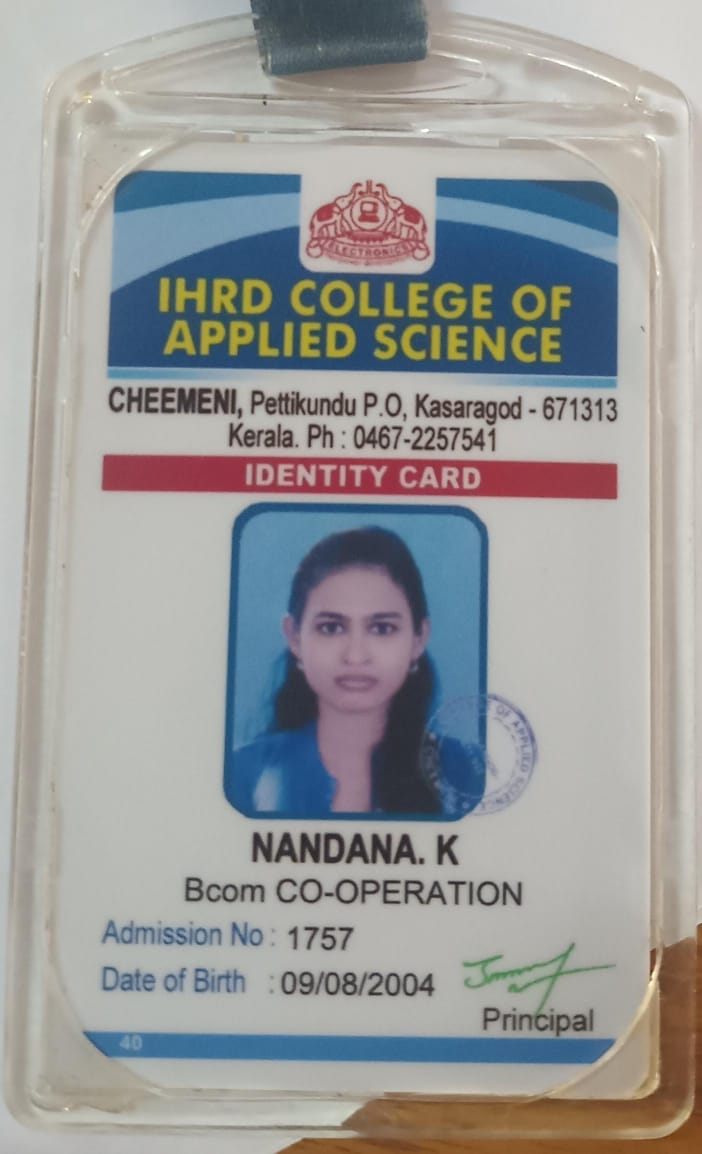 ELECTRONICS
IHRD COLLEGE OF
APPLIED SCIENCE
CHEEMENI, Pettikundu P.O, Kasaragod - 671313
Kerala. Ph : 0467-2257541
IDENTITY CARD
OF APPLIED SCIENCE
NANDANA. K
Bcom CO-OPERATION
Admission No : 1757
Date of Birth : 09/08/2004
Principal
40